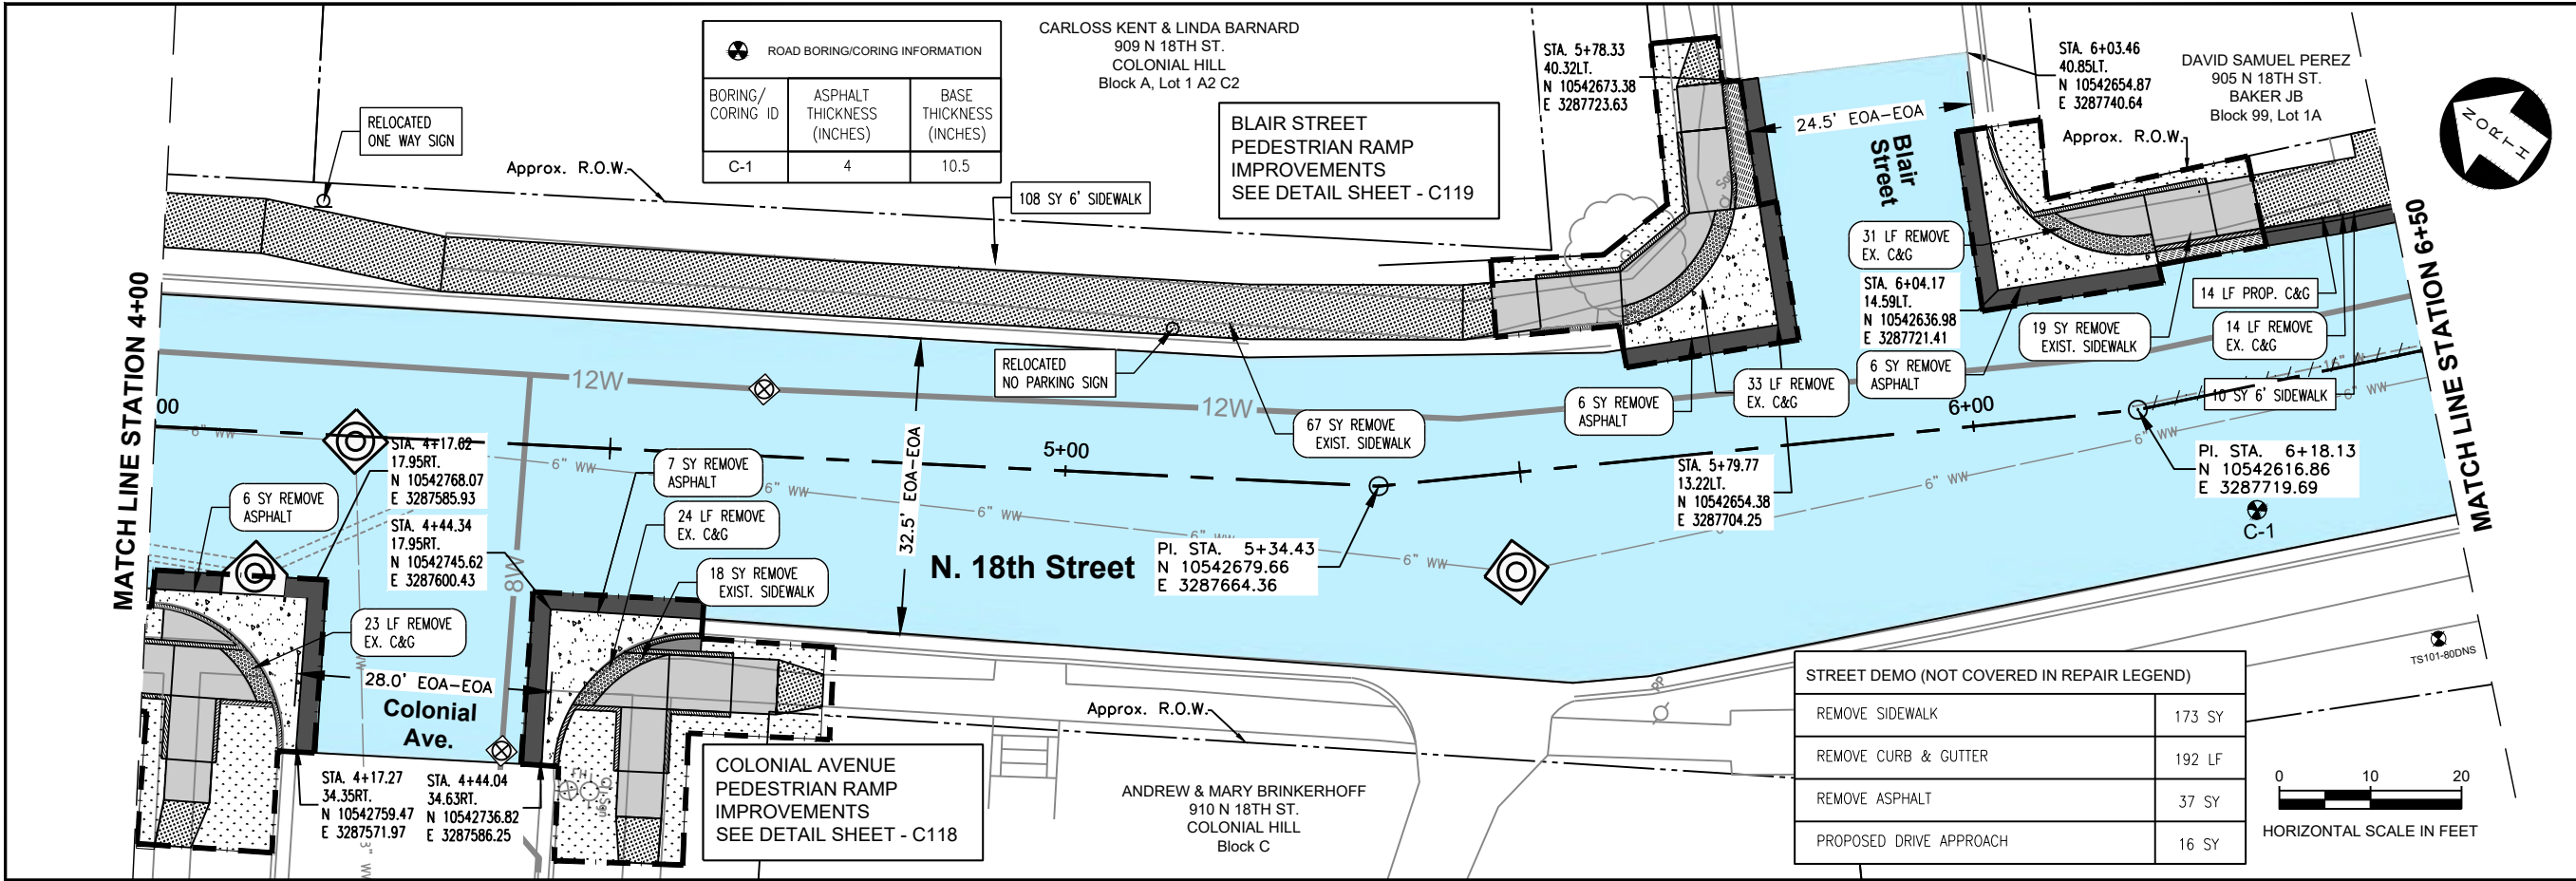 ROAD BORING/CORING INFORMATION
BORING/
CORING ID
ASPHALT
THICKNESS
(INCHES)
BASE
THICKNESS
(INCHES)
C-1
4
10.5
CARLOSS KENT & LINDA BARNARD
909 N 18TH ST.
COLONIAL HILL
Block A, Lot 1 A2 C2
BLAIR STREET
PEDESTRIAN RAMP
IMPROVEMENTS
SEE DETAIL SHEET - C119
STA. 5+78.33
40.32LT.
N 10542673.38
E 3287723.63
STA. 6+03.46
40.85LT.
N 10542654.87
E 3287740.64
DAVID SAMUEL PEREZ
905 N 18TH ST.
BAKER JB
Block 99, Lot 1A
NORTH
RELOCATED
ONE WAY SIGN
Approx. R.O.W.
108 SY 6' SIDEWALK
24.5' EOA-EOA
Blair
Street
Approx. R.O.W.
31 LF REMOVE
EX. C&G
STA. 6+04.17
14.59LT.
N 10542636.98
E 3287721.41
14 LF PROP. C&G
19 SY REMOVE
EXIST. SIDEWALK
14 LF REMOVE
EX. C&G
10 SY 6' SIDEWALK
6 SY REMOVE
ASPHALT
MATCH LINE STATION 4+00
MATCH LINE STATION 6+50
00
12W
12W
RELOCATED
NO PARKING SIGN
67 SY REMOVE
EXIST. SIDEWALK
6 SY REMOVE
ASPHALT
33 LF REMOVE
EX. C&G
6+00
5+00
16" W
6" WW
6" WW
6" WW
6" WW
6" WW
6" WW
6" WW
6" WW
6" WW
STA. 4+17.62
17.95RT.
N 10542768.07
E 3287585.93
STA. 4+44.34
17.95RT.
N 10542745.62
E 3287600.43
6 SY REMOVE
ASPHALT
7 SY REMOVE
ASPHALT
24 LF REMOVE
EX. C&G
18 SY REMOVE
EXIST. SIDEWALK
23 LF REMOVE
EX. C&G
32.5' EOA-EOA
8W
N. 18th Street
PI. STA. 5+34.43
N 10542679.66
E 3287664.36
STA. 5+79.77
13.22LT.
N 10542654.38
E 3287704.25
PI. STA. 6+18.13
N 10542616.86
E 3287719.69
C-1
TS101-80DNS
28.0' EOA-EOA
Colonial
Ave.
STA. 4+17.27
34.35RT.
N 10542759.47
E 3287571.97
STA. 4+44.04
34.63RT.
N 10542736.82
E 3287586.25
COLONIAL AVENUE
PEDESTRIAN RAMP
IMPROVEMENTS
SEE DETAIL SHEET - C118
Approx. R.O.W.
ANDREW & MARY BRINKERHOFF
910 N 18TH ST.
COLONIAL HILL
Block C
STREET DEMO (NOT COVERED IN REPAIR LEGEND)
REMOVE SIDEWALK
173 SY
REMOVE CURB & GUTTER
192 LF
REMOVE ASPHALT
37 SY
PROPOSED DRIVE APPROACH
16 SY
0
10
20
HORIZONTAL SCALE IN FEET